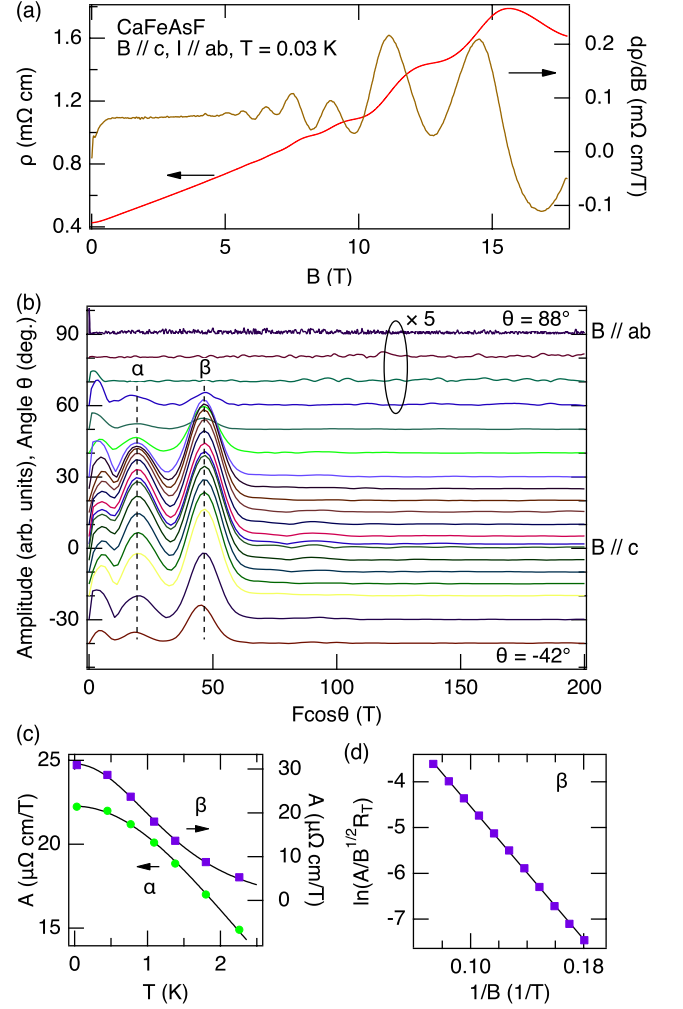 (a)
CaFeAsF
B // c, I // ab, T = 0.03 K
1.6
1.2
0.8
0.4
ρ (mΩ cm)
0.2
0.1
0.0
-0.1
dρ/dB (mΩ cm/T)
0
5
10
15
B (T)
(b)
× 5
θ = 88°
B // ab
α
β
90
60
30
0
-30
Amplitude (arb. units), Angle θ (deg.)
B // c
θ = -42°
0
50
100
150
200
Fcosθ (T)
(c)
25
20
15
A (μΩ cm/T)
β
α
30
20
10
0
A (μΩ cm/T)
0
1
2
T (K)
(d)
β
-4
-5
-6
-7
ln(A/B^1/2 R_T)
0.10
0.18
1/B (1/T)